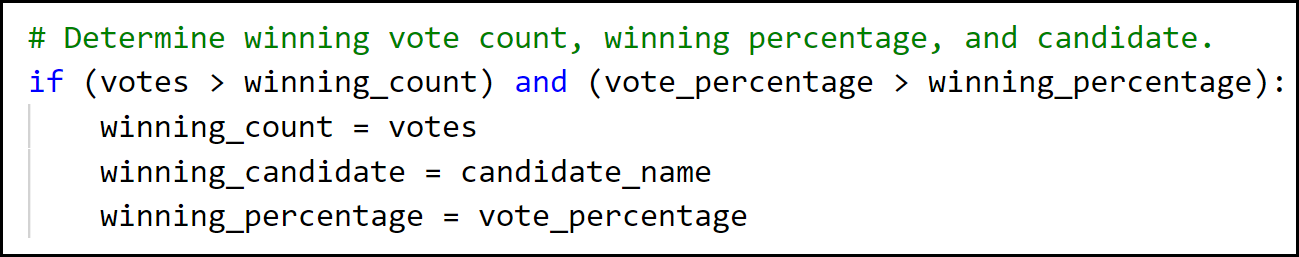 # Determine winning vote count, winning percentage, and candidate.
if (votes > winning_count) and (vote_percentage > winning_percentage):
    winning_count = votes
    winning_candidate = candidate_name
    winning_percentage = vote_percentage